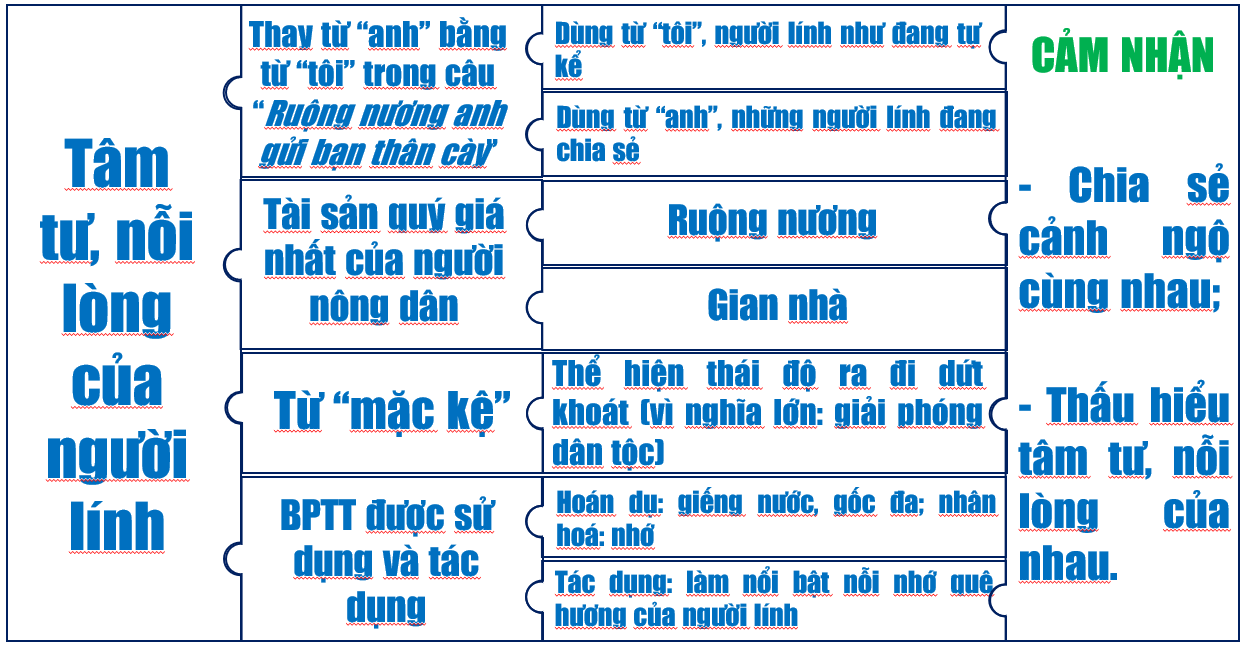 Tâm
tư, nỗi
lòng
của
người
lính
Thay từ “anh” bằng
từ “tôi” trong câu
“Ruộng nương anh
gửi bạn thân cày”
Dùng từ “tôi”, người lính như đang tự
kể
Dùng từ “anh”, những người lính đang
chia sẻ
Tài sản quý giá
nhất của người
nông dân
Ruộng nương
Gian nhà
Từ “mặc kệ”
Thể hiện thái độ ra đi dứt
khoát (vì nghĩa lớn: giải phóng
dân tộc)
BPTT được sử
dụng và tác
dụng
Hoán dụ: giếng nước, gốc đa; nhân
hoá: nhớ
Tác dụng: làm nổi bật nỗi nhớ quê
hương của người lính
CẢM NHẬN
- Chia sẻ
cảnh ngộ
cùng nhau;
- Thấu hiểu
tâm tư, nỗi
lòng của
nhau.